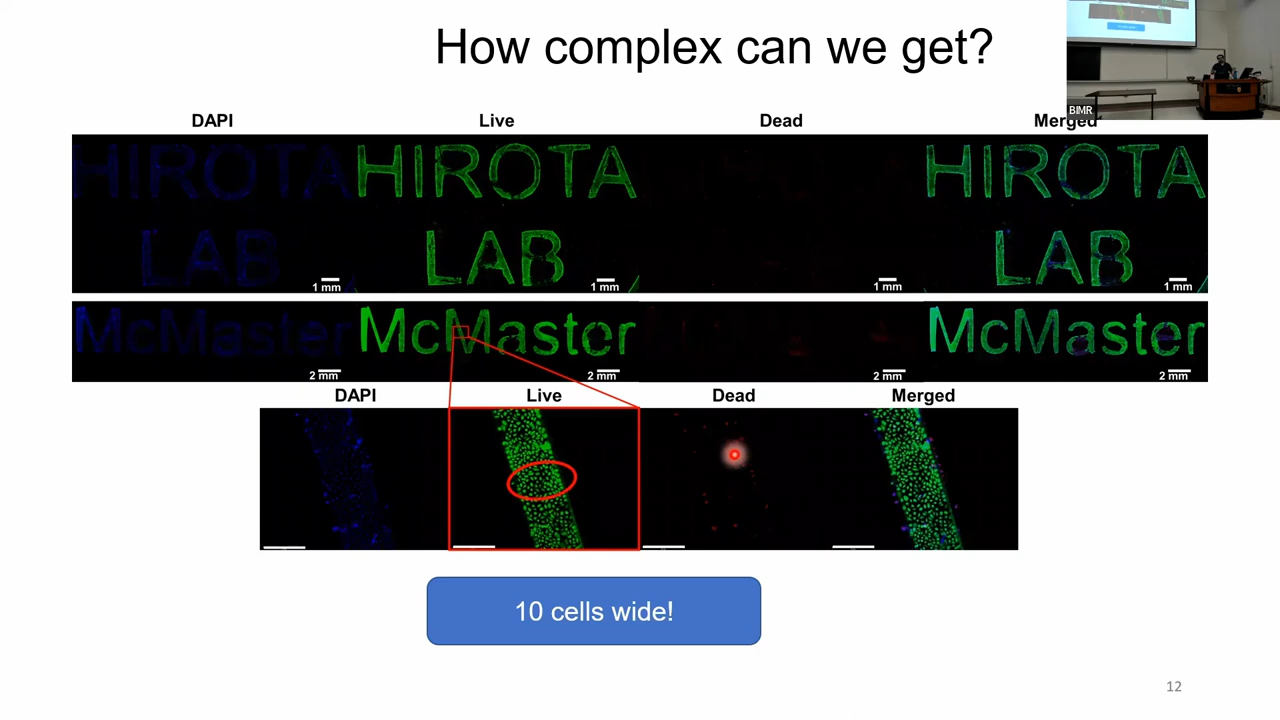 How complex can we get?
BIMR
DAPI Live Dead Merged
HIROTA HIROTA HIROTA
LAB LAB LAB
1 mm 1 mm 1 mm 1 mm
McMaster McMaster McMaster
2 mm 2 mm 2 mm 2 mm
DAPI Live Dead Merged
10 cells wide!
12